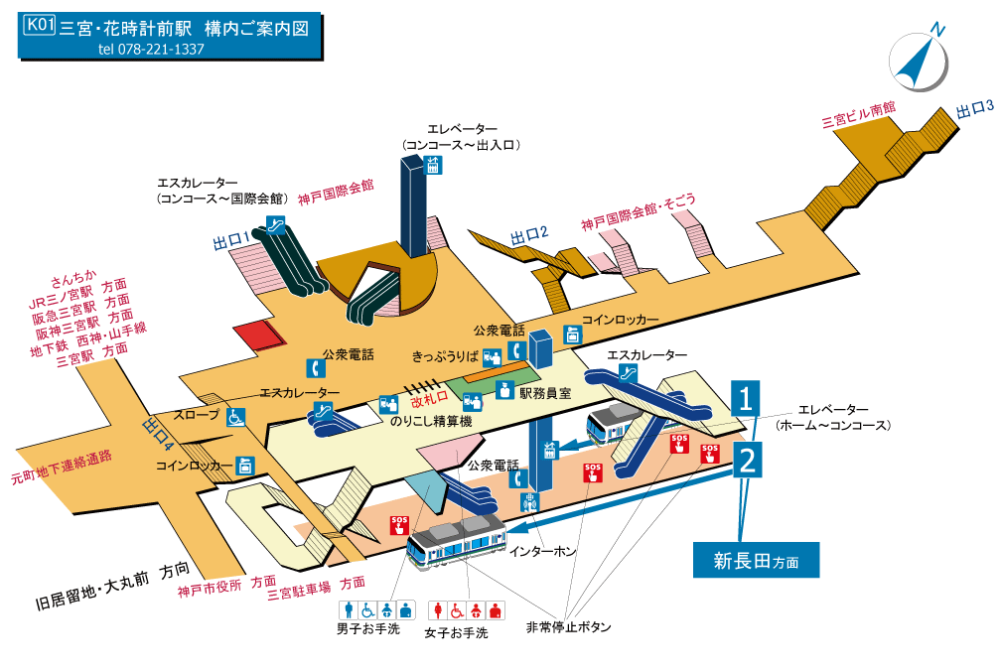 K01 三宮・花時計前駅 構内ご案内図
tel 078-221-1337
N
出口3
三宮ビル南館
エレベーター
(コンコース～出入口)
エスカレーター
(コンコース～国際会館)
神戸国際会館
出口1
出口2
神戸国際会館・そごう
さんちか
JR三ノ宮駅 方面
阪急三宮駅 方面
阪神三宮駅 方面
地下鉄 西神・山手線
三宮駅 方面
公衆電話
公衆電話
コインロッカー
きっぷうりば
エスカレーター
エスカレーター
改札口
駅務員室
のりこし精算機
スロープ
出口4
コインロッカー
元町地下連絡通路
1
エレベーター
(ホーム～コンコース)
2
公衆電話
SOS
SOS
SOS
SOS
インターホン
新長田方面
旧居留地・大丸前 方向
神戸市役所 方面
三宮駐車場 方面
男子お手洗
女子お手洗
非常停止ボタン